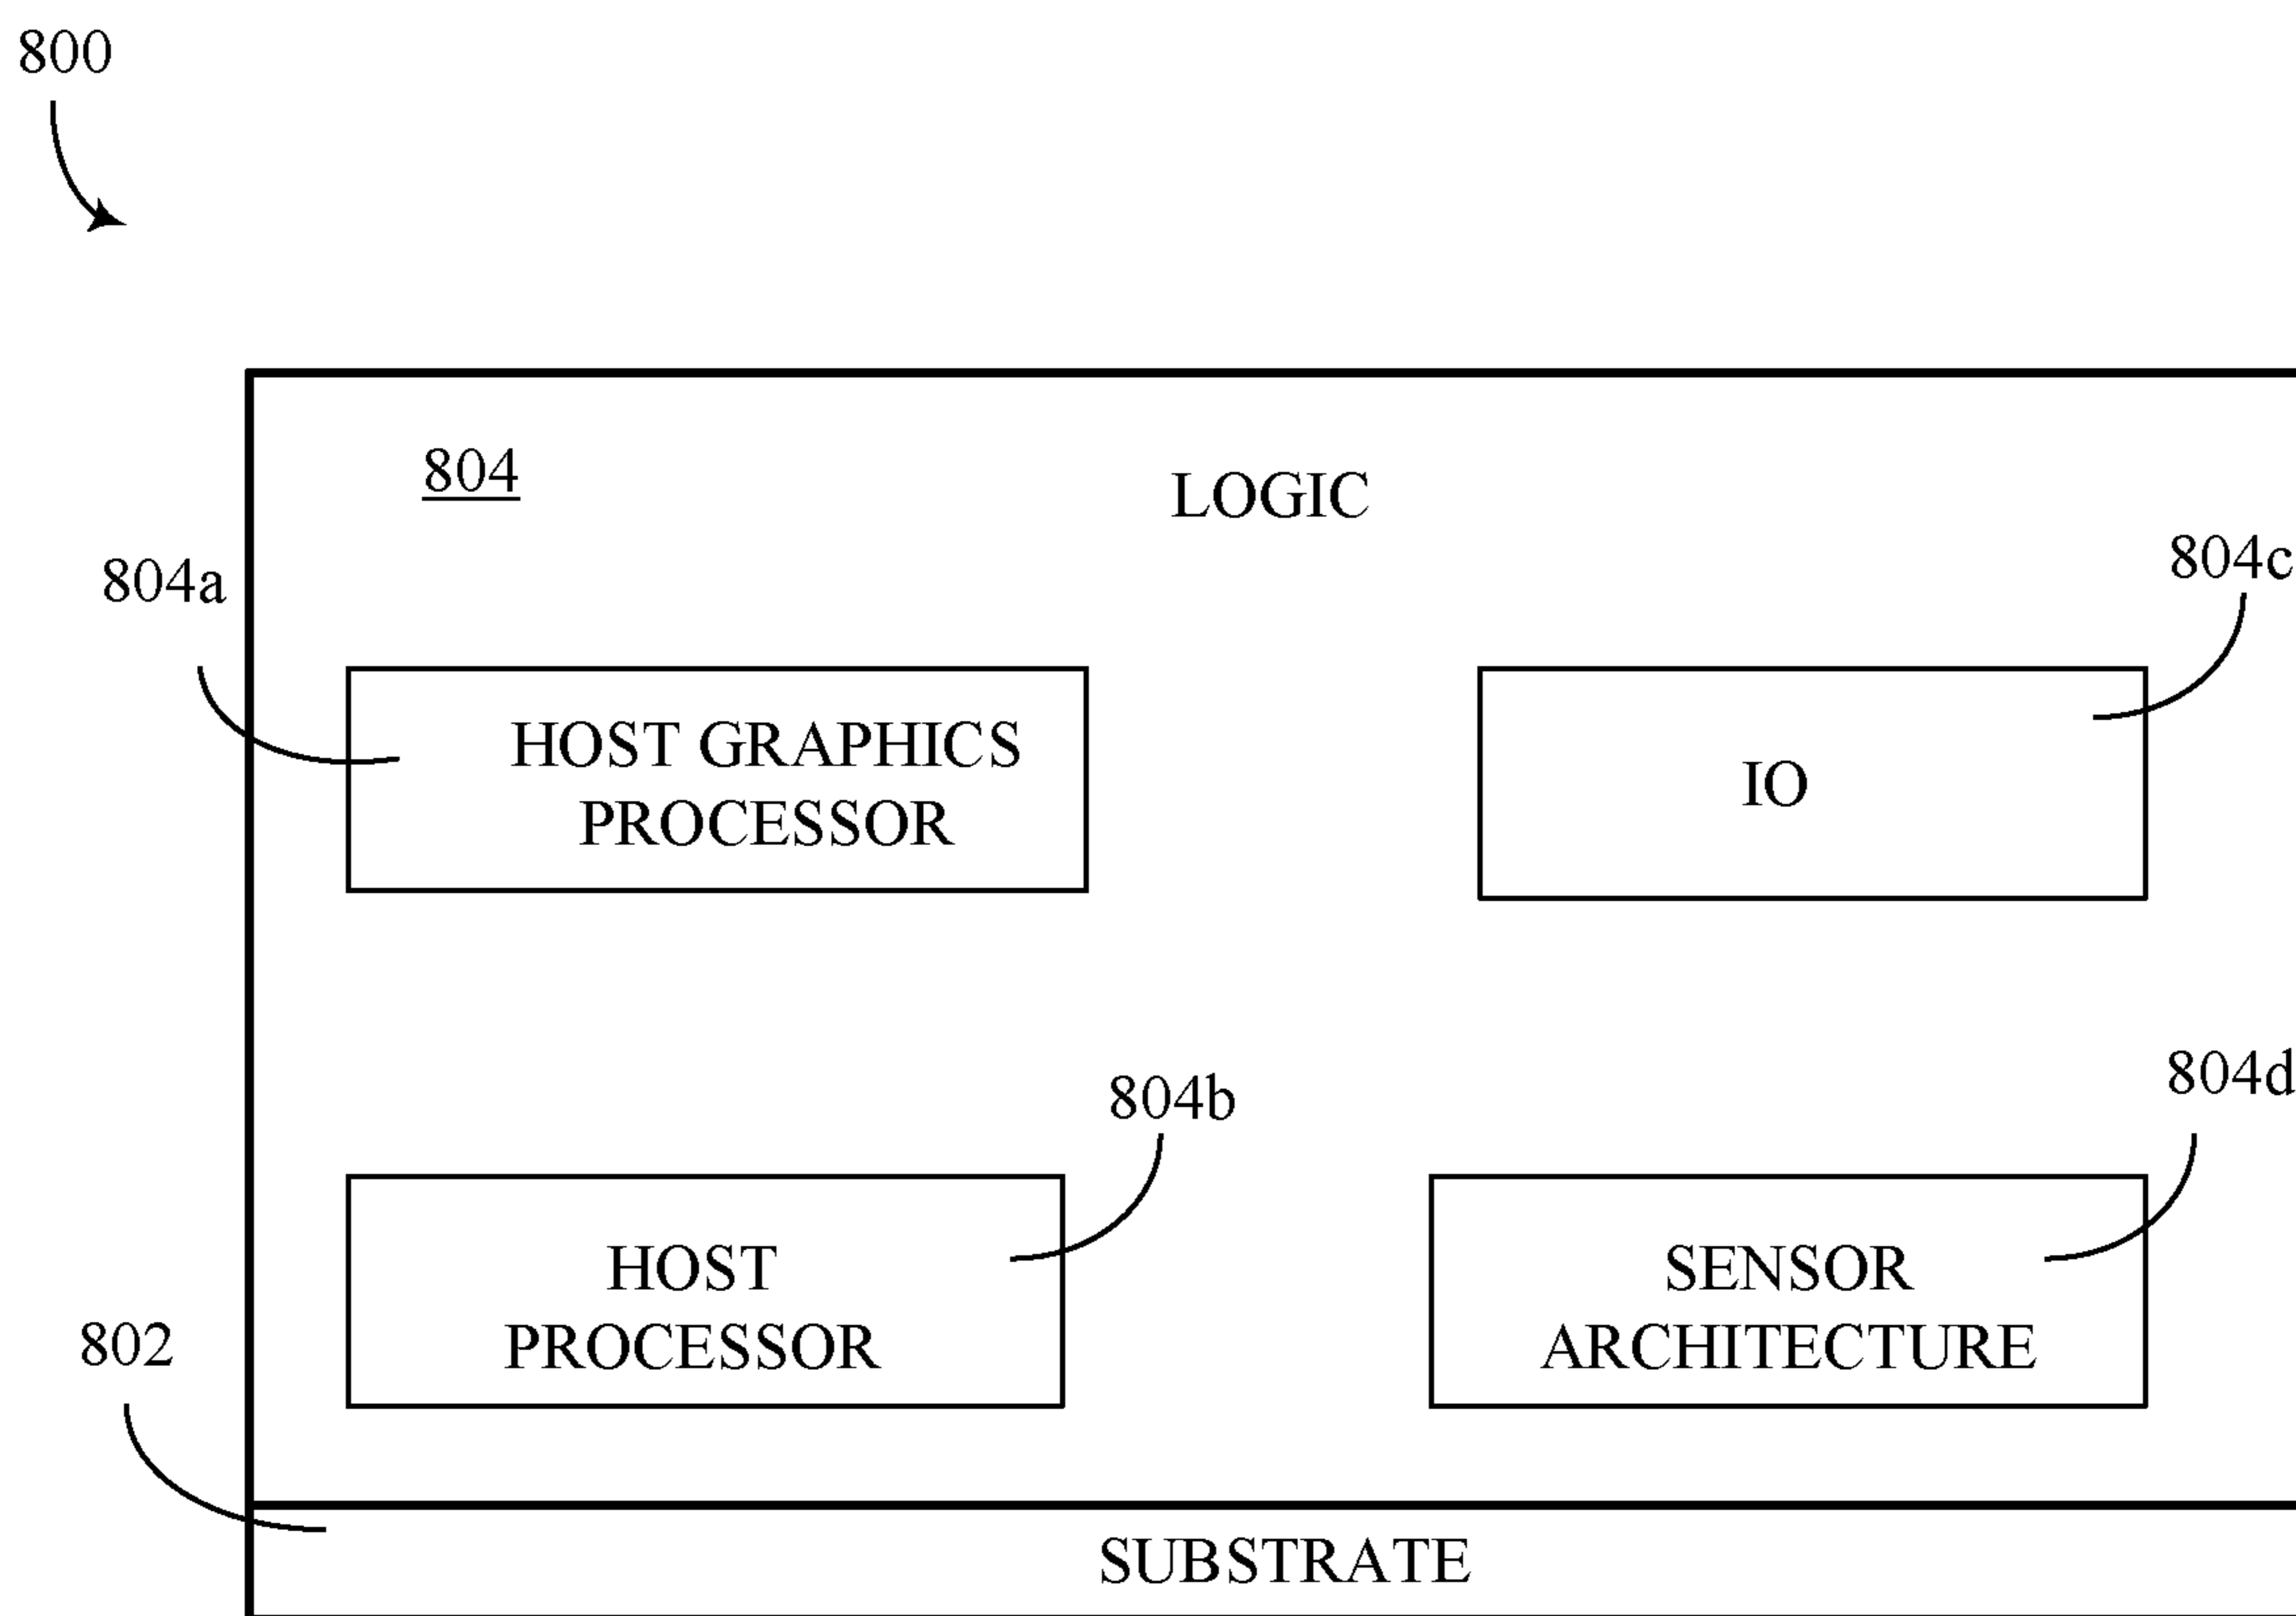 800
804
LOGIC
804a
804c
HOST GRAPHICS
PROCESSOR
IO
804b
804d
HOST
PROCESSOR
SENSOR
ARCHITECTURE
802
SUBSTRATE